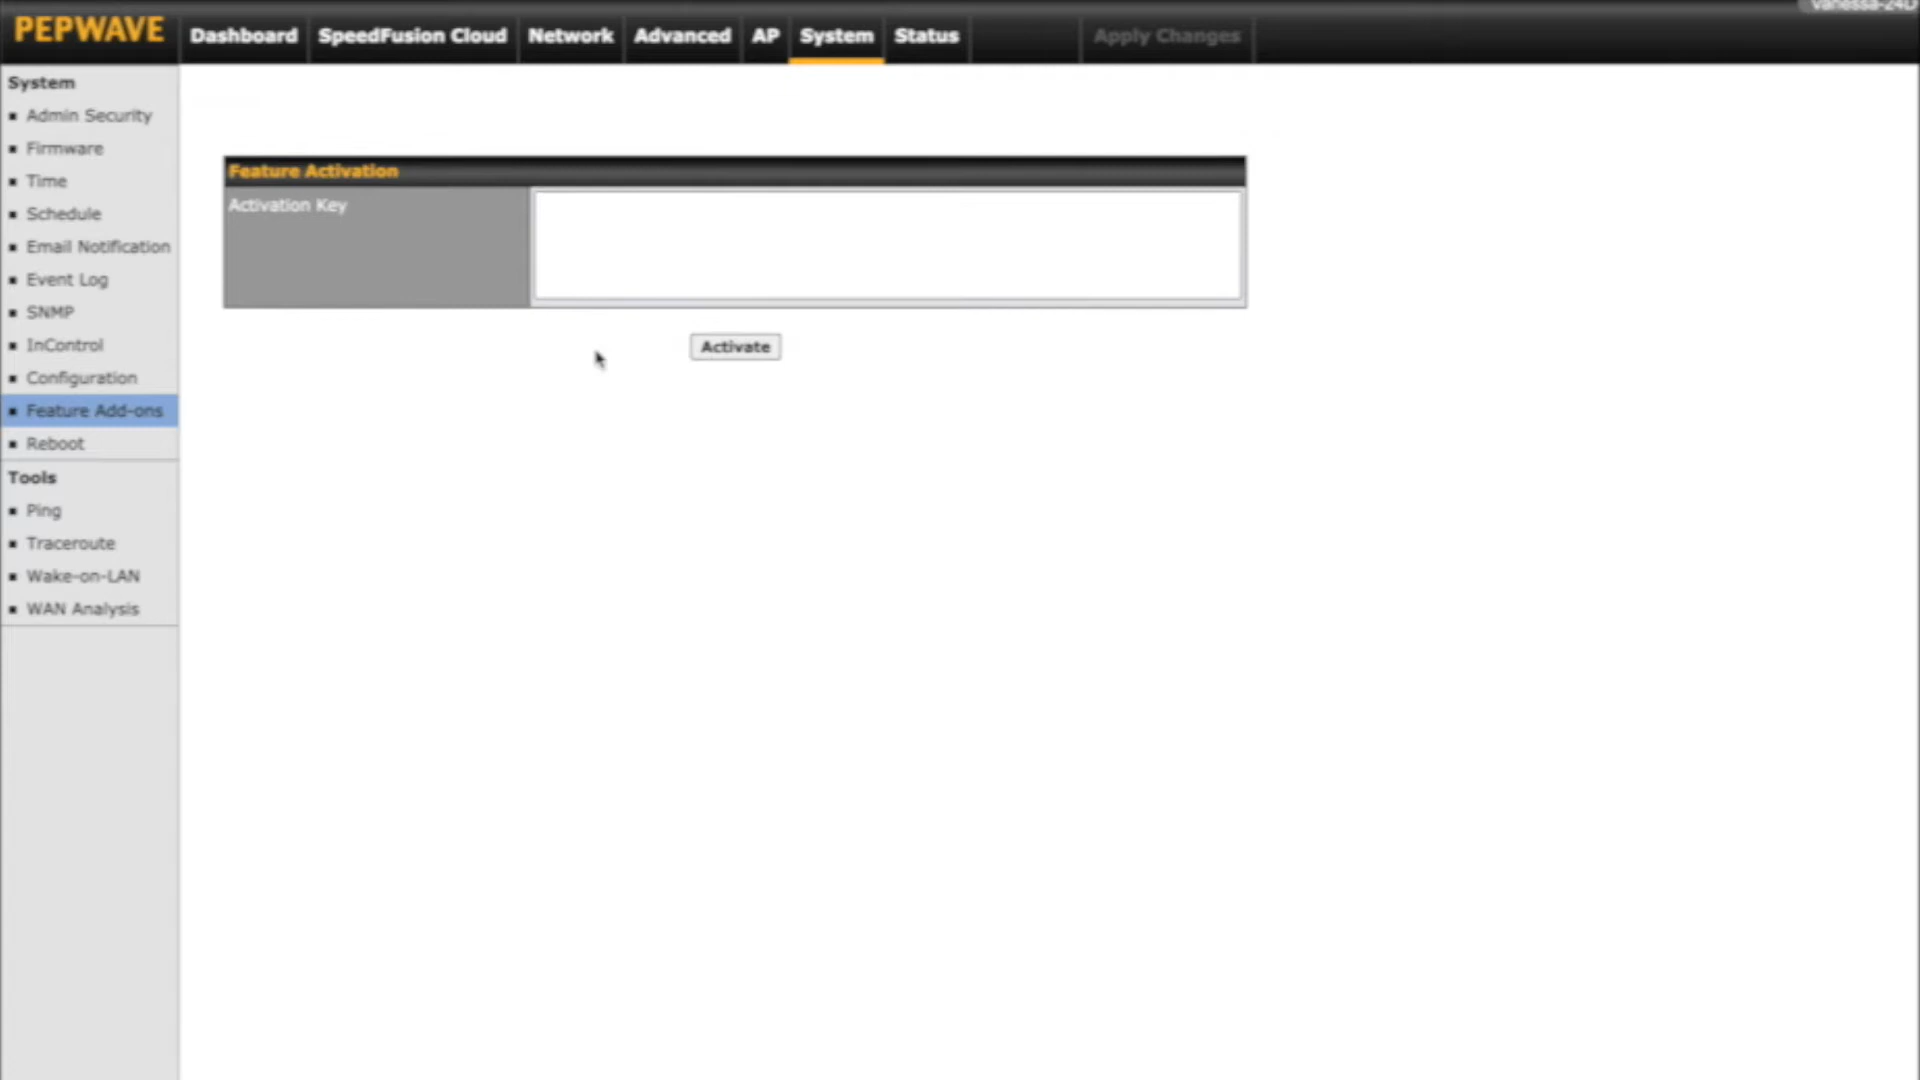 PEPWAVE
Dashboard
SpeedFusion Cloud
Network
Advanced
AP
System
Status
Apply Changes
System
Admin Security
Firmware
Time
Schedule
Email Notification
Event Log
SNMP
InControl
Configuration
Feature Add-ons
Reboot
Tools
Ping
Traceroute
Wake-on-LAN
WAN Analysis
Feature Activation
Activation Key
Activate